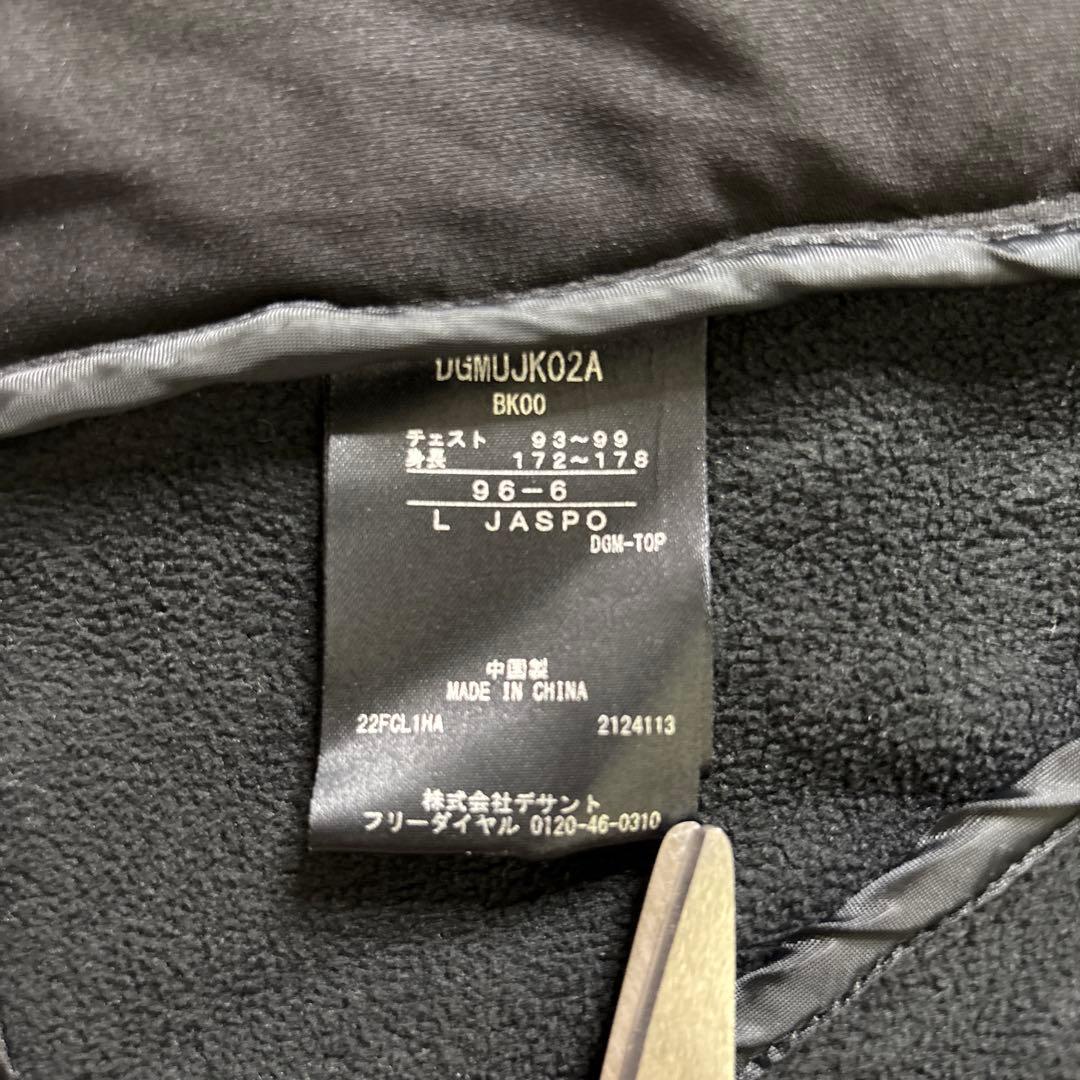 DGMUJK02A
BK00
チェスト 93~99
身長 172~178
96-6
L JASPO
DGM-TOP
中国製
MADE IN CHINA
22FCL1HA 2124113
株式会社デサント
フリーダイヤル 0120-46-0310